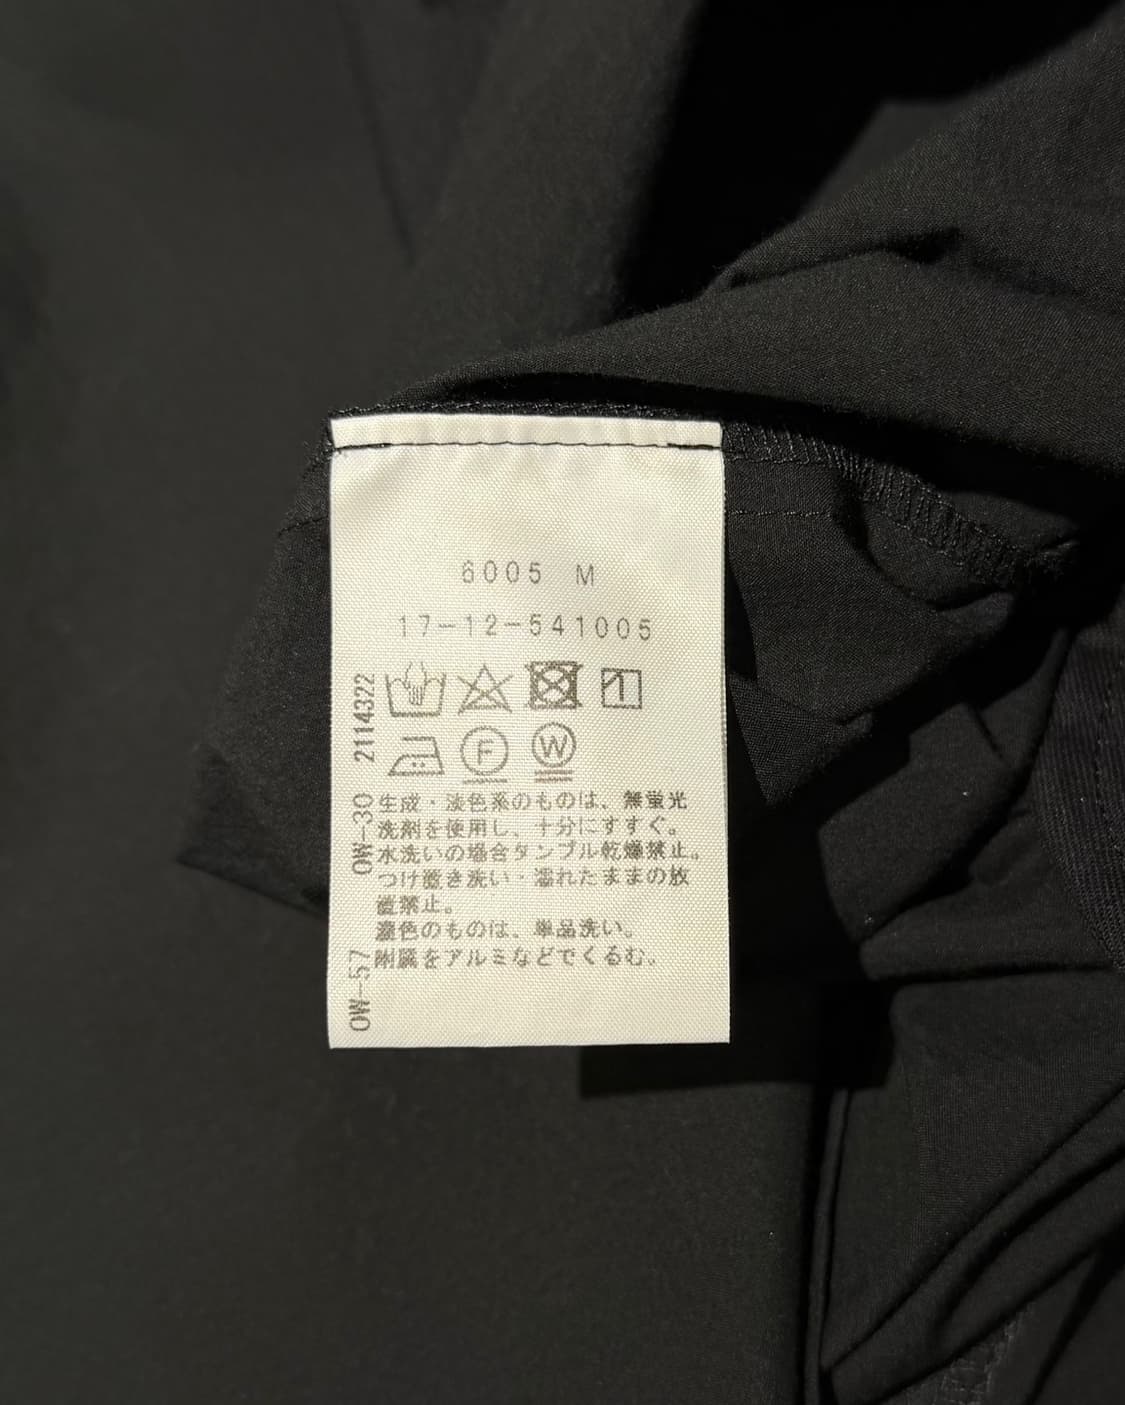 6005 M
17-12-541005
F W
生成・淡色系のものは、無蛍光
洗剤を使用し、十分にすすぐ。
水洗いの場合タンブル乾燥禁止。
つけ置き洗い・濡れたままの放
置禁止。
濃色のものは、単品洗い。
附属をアルミなどでくるむ。
OW-57 OW-30 2114322